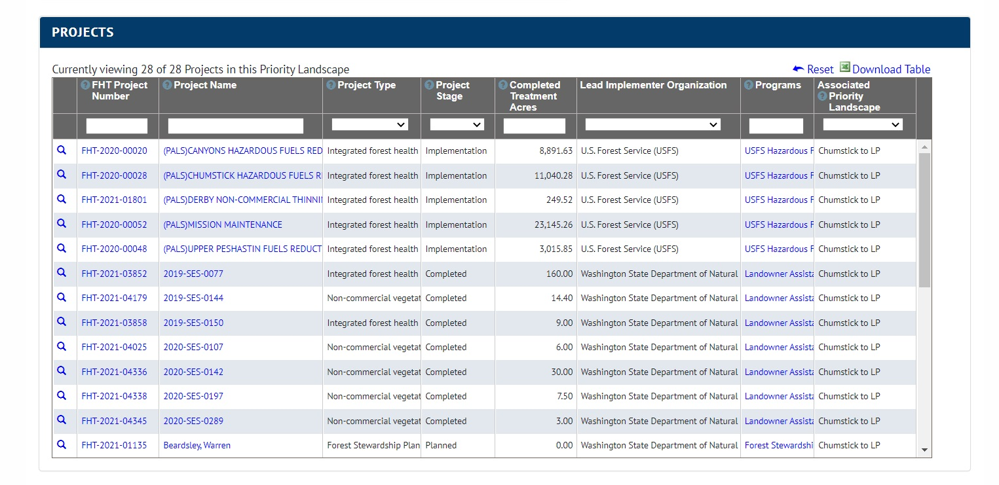 PROJECTS
Currently viewing 28 of 28 Projects in this Priority Landscape
Reset Download Table
FHT Project Number Project Name Project Type Project Stage Completed Treatment Acres Lead Implementer Organization Programs Associated Priority Landscape
FHT-2020-00020 (PALS)CANYONS HAZARDOUS FUELS RED Integrated forest health Implementation 8,891.63 U.S. Forest Service (USFS) USFS Hazardous F Chumstick to LP
FHT-2020-00028 (PALS)CHUMSTICK HAZARDOUS FUELS R Integrated forest health Implementation 11,040.28 U.S. Forest Service (USFS) USFS Hazardous F Chumstick to LP
FHT-2021-01801 (PALS)DERBY NON-COMMERCIAL THINNI Integrated forest health Implementation 249.52 U.S. Forest Service (USFS) USFS Hazardous F Chumstick to LP
FHT-2020-00052 (PALS)MISSION MAINTENANCE Integrated forest health Implementation 23,145.26 U.S. Forest Service (USFS) USFS Hazardous F Chumstick to LP
FHT-2020-00048 (PALS)UPPER PESHASTIN FUELS REDUCT Integrated forest health Implementation 3,015.85 U.S. Forest Service (USFS) USFS Hazardous F Chumstick to LP
FHT-2021-03852 2019-SES-0077 Integrated forest health Completed 160.00 Washington State Department of Natural Landowner Assista Chumstick to LP
FHT-2021-04179 2019-SES-0144 Non-commercial vegetat Completed 14.40 Washington State Department of Natural Landowner Assista Chumstick to LP
FHT-2021-03858 2019-SES-0150 Integrated forest health Completed 9.00 Washington State Department of Natural Landowner Assista Chumstick to LP
FHT-2021-04025 2020-SES-0107 Non-commercial vegetat Completed 6.00 Washington State Department of Natural Landowner Assista Chumstick to LP
FHT-2021-04336 2020-SES-0142 Non-commercial vegetat Completed 30.00 Washington State Department of Natural Landowner Assista Chumstick to LP
FHT-2021-04338 2020-SES-0197 Non-commercial vegetat Completed 7.50 Washington State Department of Natural Landowner Assista Chumstick to LP
FHT-2021-04345 2020-SES-0289 Non-commercial vegetat Completed 3.00 Washington State Department of Natural Landowner Assista Chumstick to LP
FHT-2021-01135 Beardsley, Warren Forest Stewardship Plan Planned 0.00 Washington State Department of Natural Forest Stewardshi Chumstick to LP